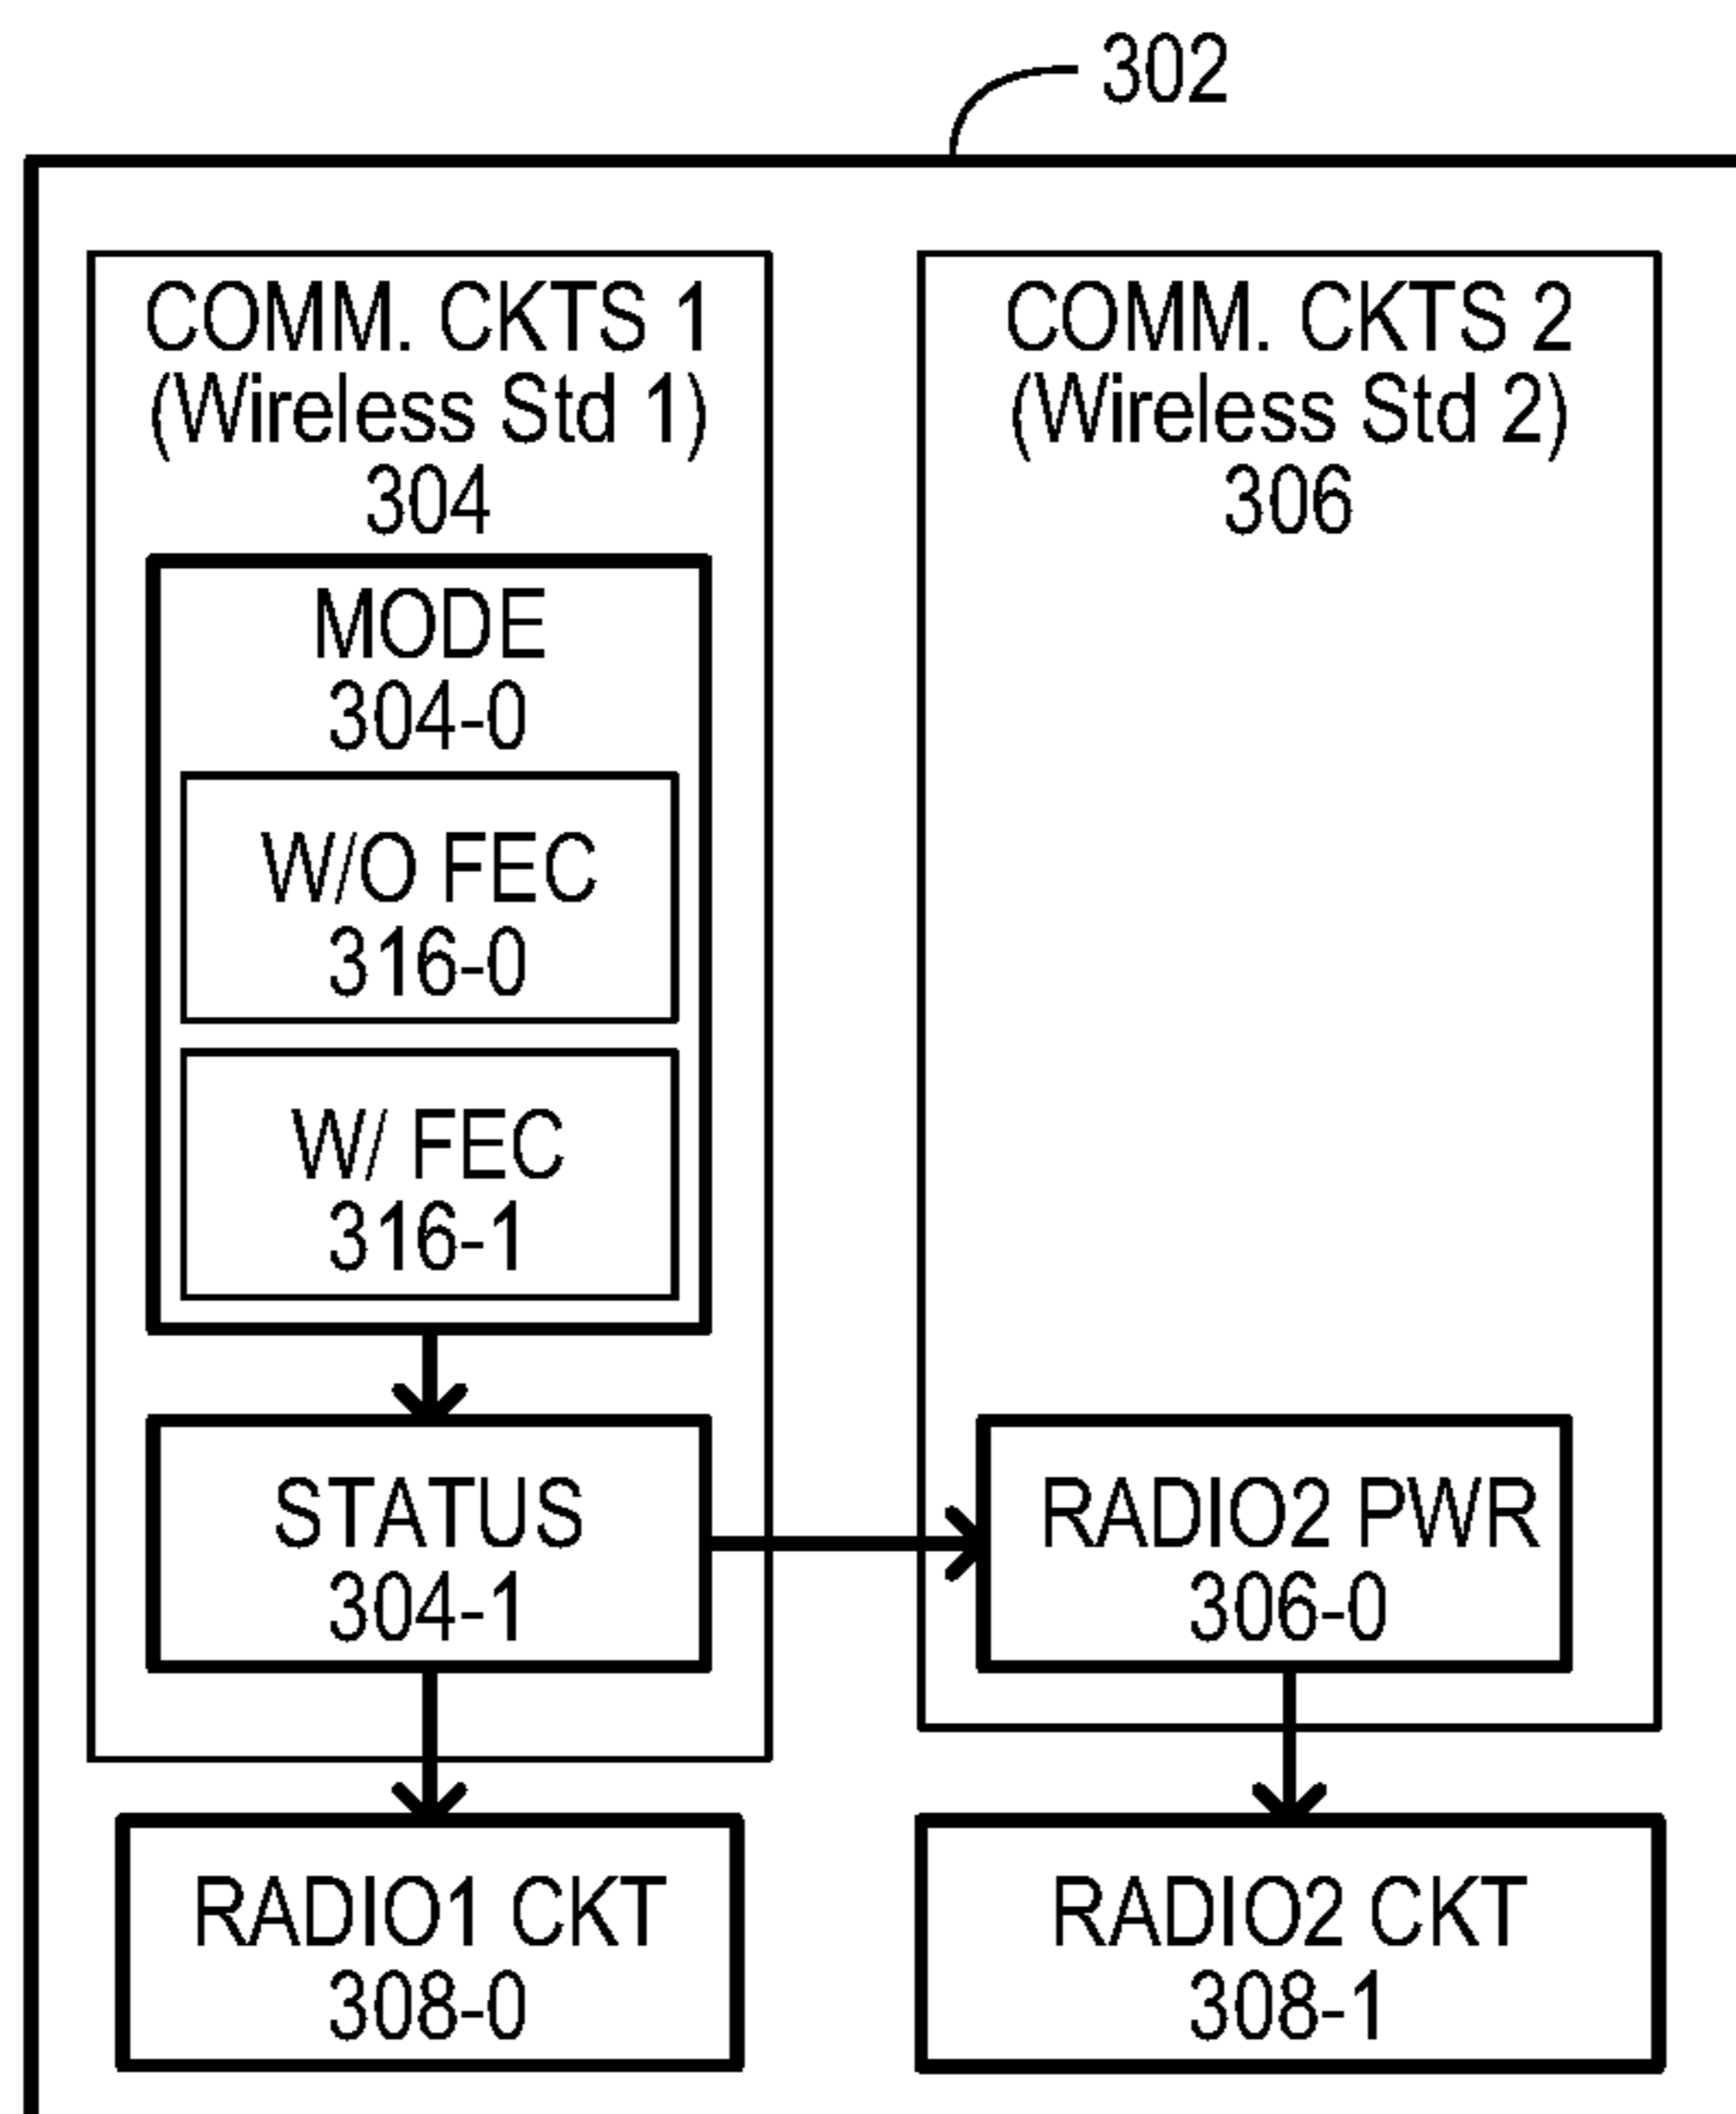 302
COMM. CKTS 1
(Wireless Std 1)
304
MODE
304-0
W/O FEC
316-0
W/ FEC
316-1
STATUS
304-1
RADIO1 CKT
308-0
COMM. CKTS 2
(Wireless Std 2)
306
RADIO2 PWR
306-0
RADIO2 CKT
308-1